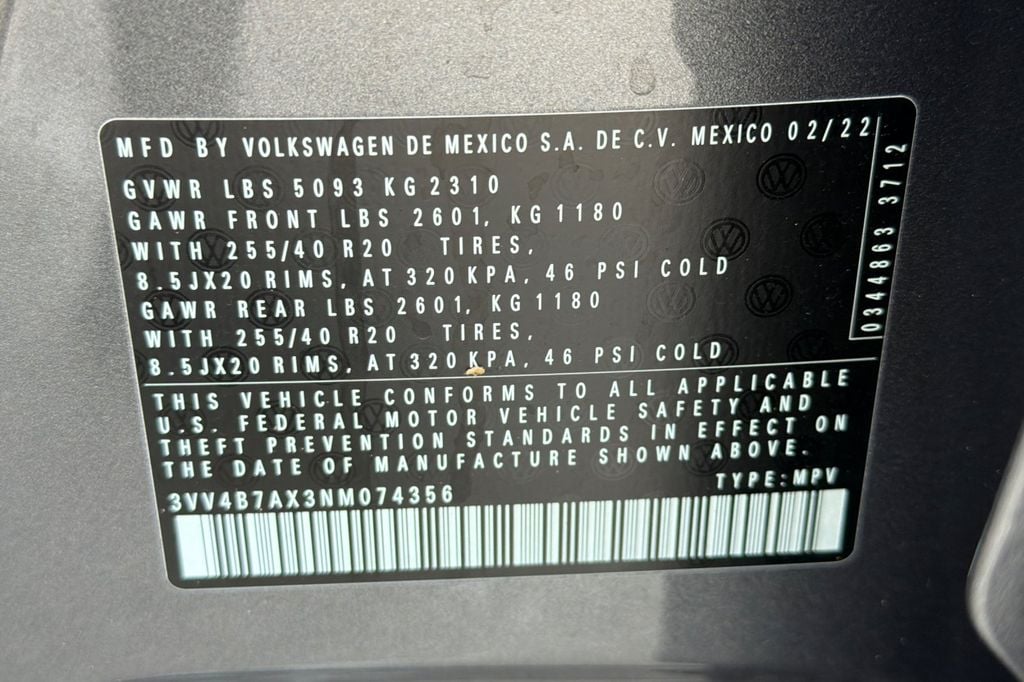 MFD BY VOLKSWAGEN DE MEXICO S.A. DE C.V. MEXICO 02/22
GVWR LBS 5093 KG 2310
GAWR FRONT LBS 2601, KG 1180
WITH 255/40 R20 TIRES,
8.5JX20 RIMS, AT 320 KPA, 46 PSI COLD
GAWR REAR LBS 2601, KG 1180
WITH 255/40 R20 TIRES,
8.5JX20 RIMS, AT 320 KPA, 46 PSI COLD
0344863 3712
THIS VEHICLE CONFORMS TO ALL APPLICABLE
U.S. FEDERAL MOTOR VEHICLE SAFETY AND
THEFT PREVENTION STANDARDS IN EFFECT ON
THE DATE OF MANUFACTURE SHOWN ABOVE.
TYPE: MPV
3VV4B7AX3NM074356